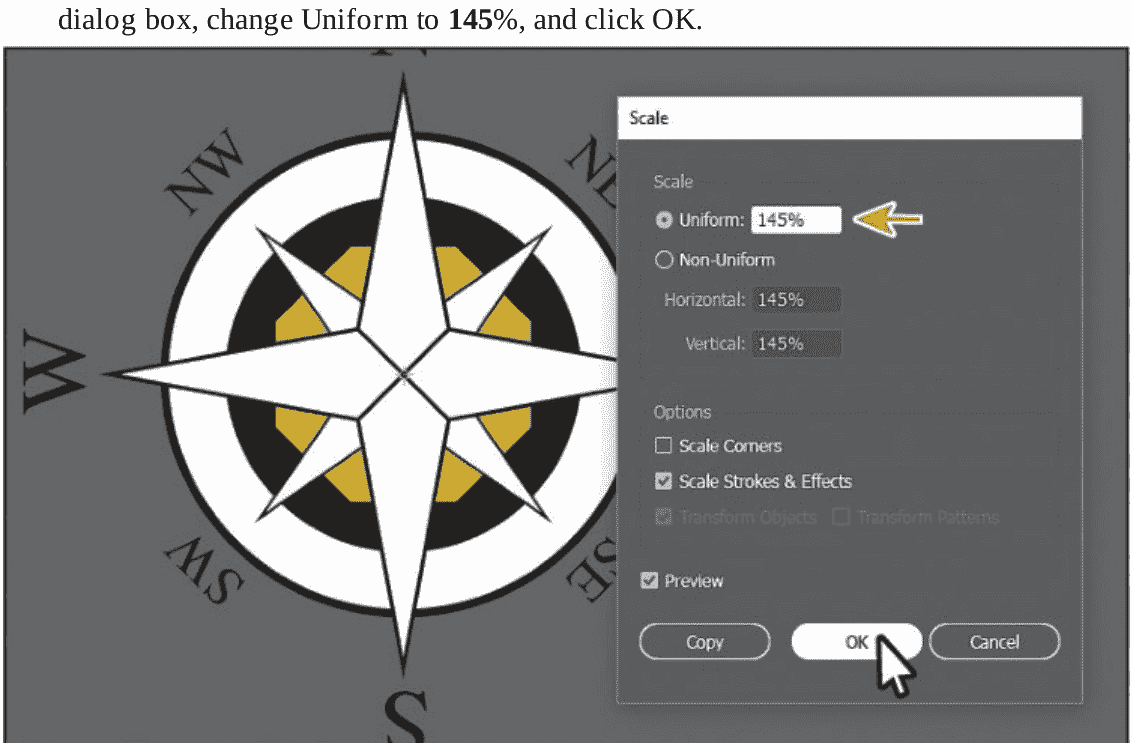 dialog box, change Uniform to 145%, and click OK.
Scale
Scale
Uniform: 145%
Non-Uniform
Horizontal: 145%
Vertical: 145%
Options
Scale Corners
Scale Strokes & Effects
Transform Objects Transform Patterns
Preview
Copy OK Cancel
NW
W
SW
S
SE